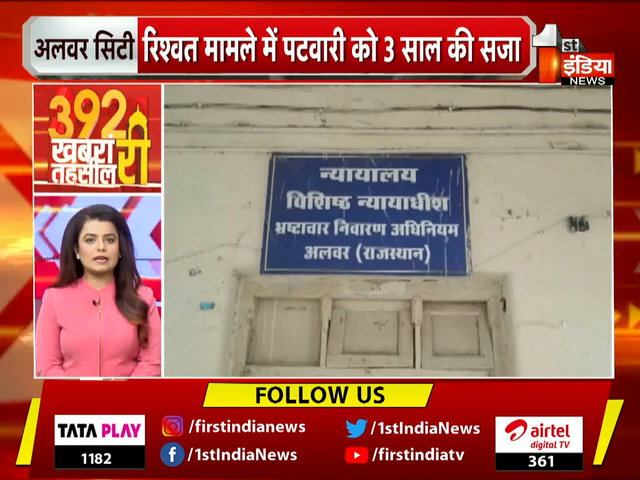 अलवर सिटी रिश्वत मामले में पटवारी को 3 साल की सजा
1st
इंडिया
NEWS
392
खबरां री
तहसील
न्यायालय
विशिष्ठ न्यायाधीश
भ्रष्टाचार निवारण अधिनियम
अलवर (राजस्थान)
FOLLOW US
TATA PLAY
1182
/firstindianews
/1stIndiaNews
/1stIndiaNews
/firstindiatv
airtel
digital TV
361